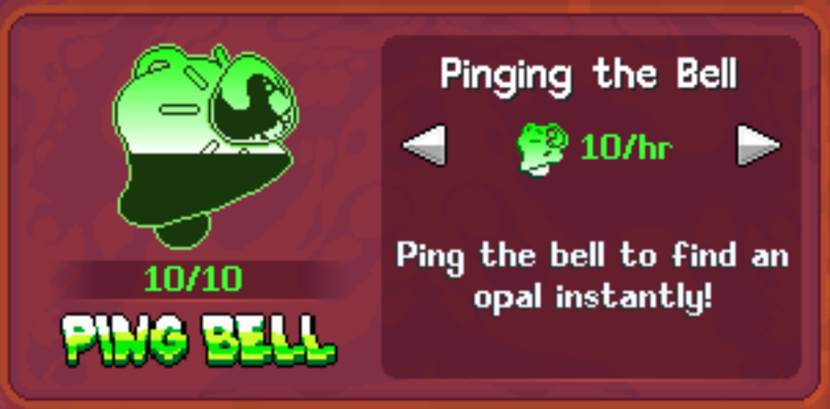 Pinging the Bell
10/hr
Ping the bell to find an
opal instantly!
10/10
PING BELL